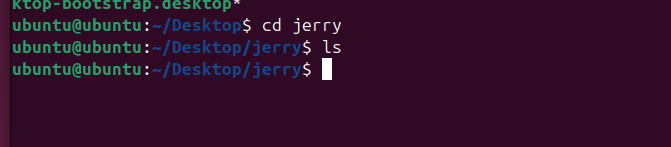 ktop-bootstrap.desktop*
ubuntu@ubuntu:~/Desktop$ cd jerry
ubuntu@ubuntu:~/Desktop/jerry$ ls
ubuntu@ubuntu:~/Desktop/jerry$